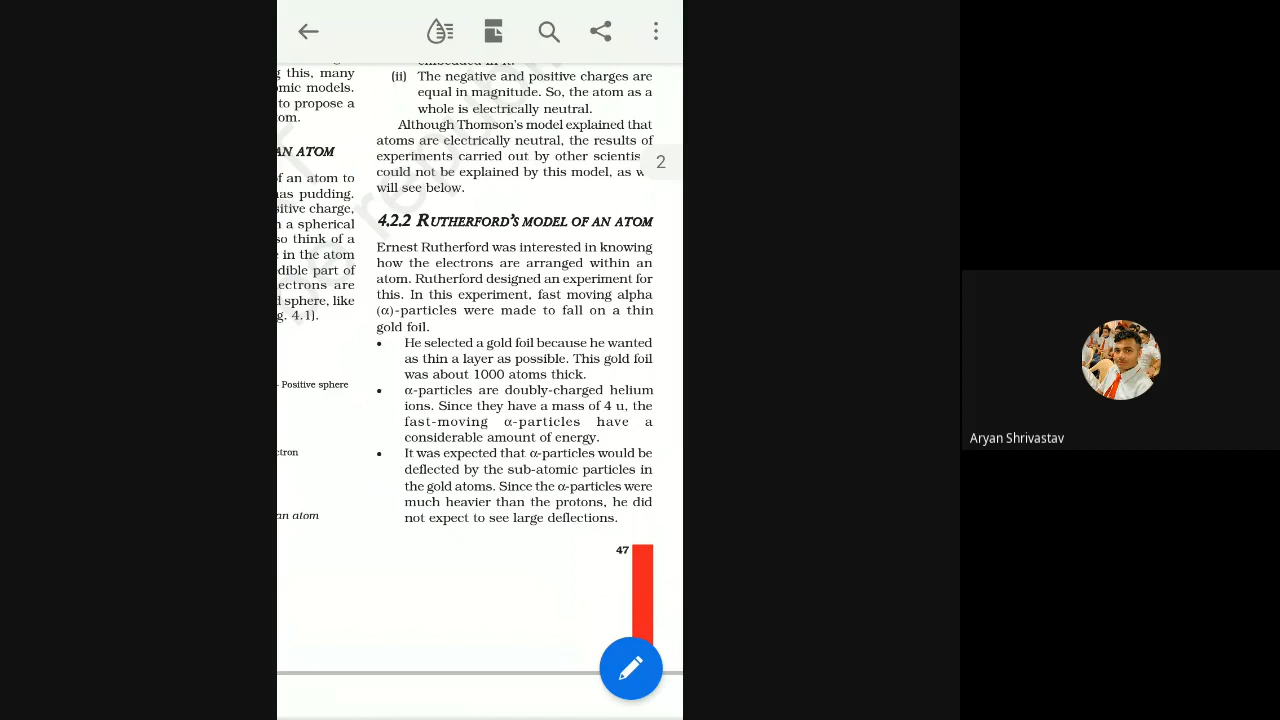 g this, many
omic models.
to propose a
om.
AN ATOM
of an atom to
nas pudding.
sitive charge,
n a spherical
so think of a
e in the atom
edible part of
ectrons are
d sphere, like
g. 4.1).
Positive sphere
ctron
an atom
embedded in it.
(ii) The negative and positive charges are
equal in magnitude. So, the atom as a
whole is electrically neutral.
Although Thomson's model explained that
atoms are electrically neutral, the results of
experiments carried out by other scientis
could not be explained by this model, as w
will see below.
2
4.2.2 RUTHERFORD'S MODEL OF AN ATOM
Ernest Rutherford was interested in knowing
how the electrons are arranged within an
atom. Rutherford designed an experiment for
this. In this experiment, fast moving alpha
(α)-particles were made to fall on a thin
gold foil.
• He selected a gold foil because he wanted
as thin a layer as possible. This gold foil
was about 1000 atoms thick.
• α-particles are doubly-charged helium
ions. Since they have a mass of 4 u, the
fast-moving α-particles have a
considerable amount of energy.
• It was expected that α-particles would be
deflected by the sub-atomic particles in
the gold atoms. Since the α-particles were
much heavier than the protons, he did
not expect to see large deflections.
47
Aryan Shrivastav